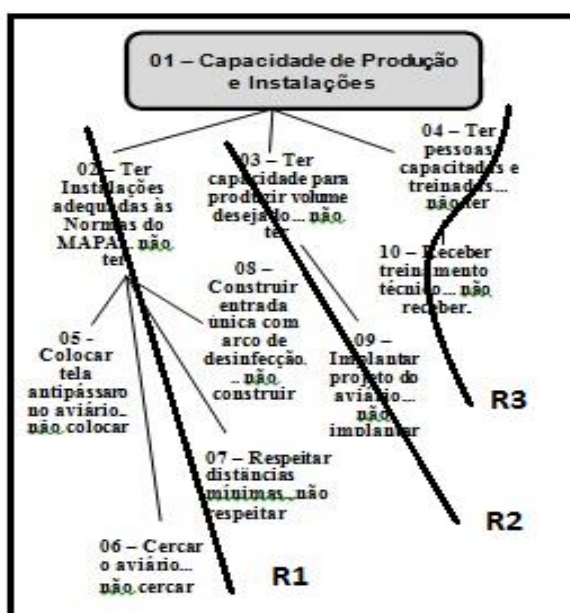 01 – Capacidade de Produção
e Instalações
02 – Ter
Instalações
adequadas às
Normas do
MAPA... não
ter
03 – Ter
capacidade para
produzir volume
desejado... não
ter
04 – Ter
pessoas
capacitadas e
treinadas...
não ter
10 – Receber
treinamento
técnico... não
receber.
08 –
Construir
entrada
única com
arco de
desinfecção.
.. não
construir
05 -
Colocar
tela
antipássaro
no aviário..
não colocar
09 –
Implantar
projeto do
aviário...
não
implantar
07 – Respeitar
distâncias
mínimas...não
respeitar
06 – Cercar
o aviário...
não cercar
R1
R2
R3